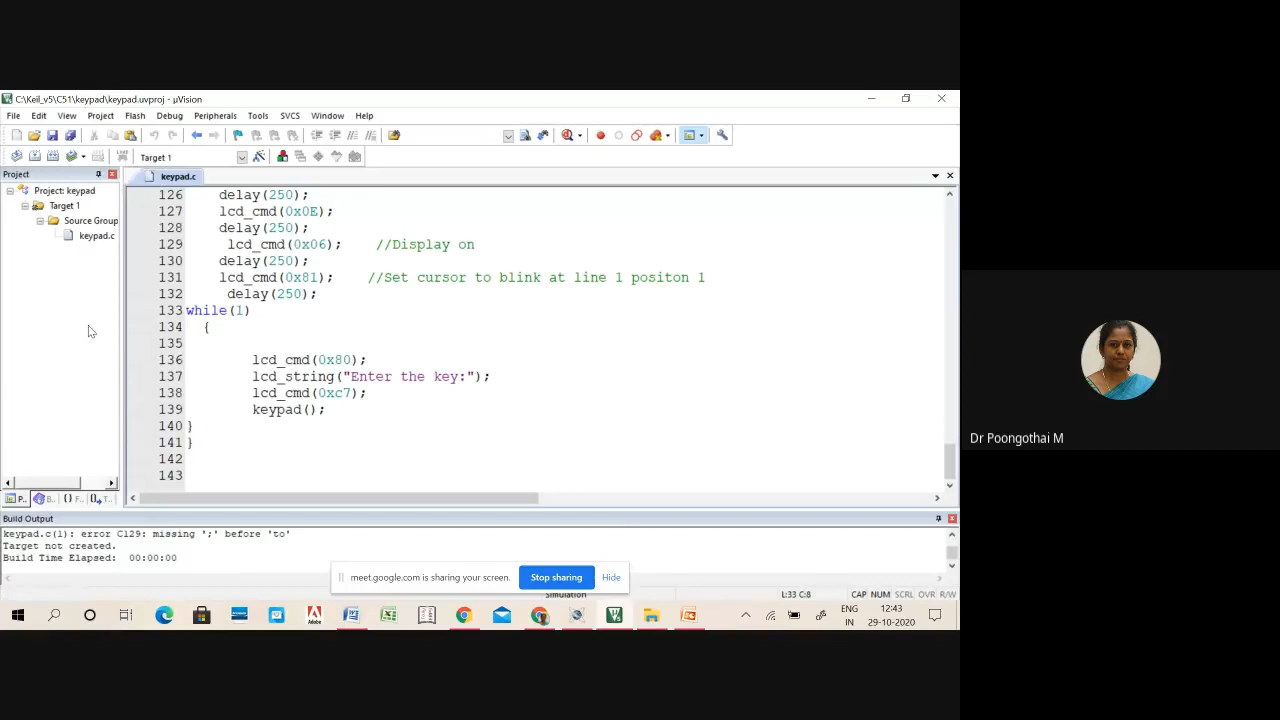 C:\Keil_v5\C51\keypad\keypad.uvproj - µVision
File Edit View Project Flash Debug Peripherals Tools SVCS Window Help
Target 1
Project
keypad.c
Project: keypad
Target 1
Source Group
keypad.c
126 delay(250);
127 lcd_cmd(0x0E);
128 delay(250);
129 lcd_cmd(0x06); //Display on
130 delay(250);
131 lcd_cmd(0x81); //Set cursor to blink at line 1 positon 1
132 delay(250);
133 while(1)
134 {
135
136 lcd_cmd(0x80);
137 lcd_string("Enter the key:");
138 lcd_cmd(0xc7);
139 keypad();
140 }
141 }
142
143
P... B... {} F... 0, T...
Build Output
keypad.c(1): error C129: missing ';' before 'to'
Target not created.
Build Time Elapsed: 00:00:00
meet.google.com is sharing your screen. Stop sharing Hide
Simulation L:33 C:8 CAP NUM SCRL OVR R/W
ENG
IN
12:43
29-10-2020
Dr Poongothai M